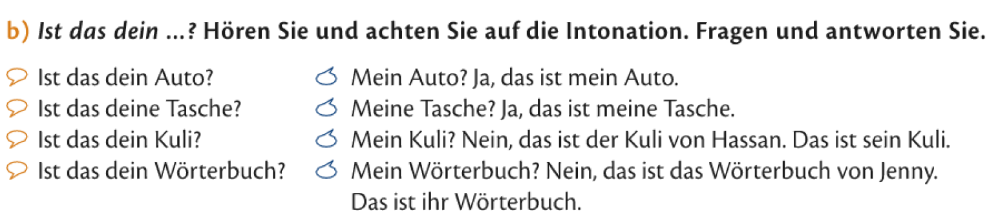 b) Ist das dein ...? Hören Sie und achten Sie auf die Intonation. Fragen und antworten Sie.
Ist das dein Auto? Mein Auto? Ja, das ist mein Auto.
Ist das deine Tasche? Meine Tasche? Ja, das ist meine Tasche.
Ist das dein Kuli? Mein Kuli? Nein, das ist der Kuli von Hassan. Das ist sein Kuli.
Ist das dein Wörterbuch? Mein Wörterbuch? Nein, das ist das Wörterbuch von Jenny.
Das ist ihr Wörterbuch.